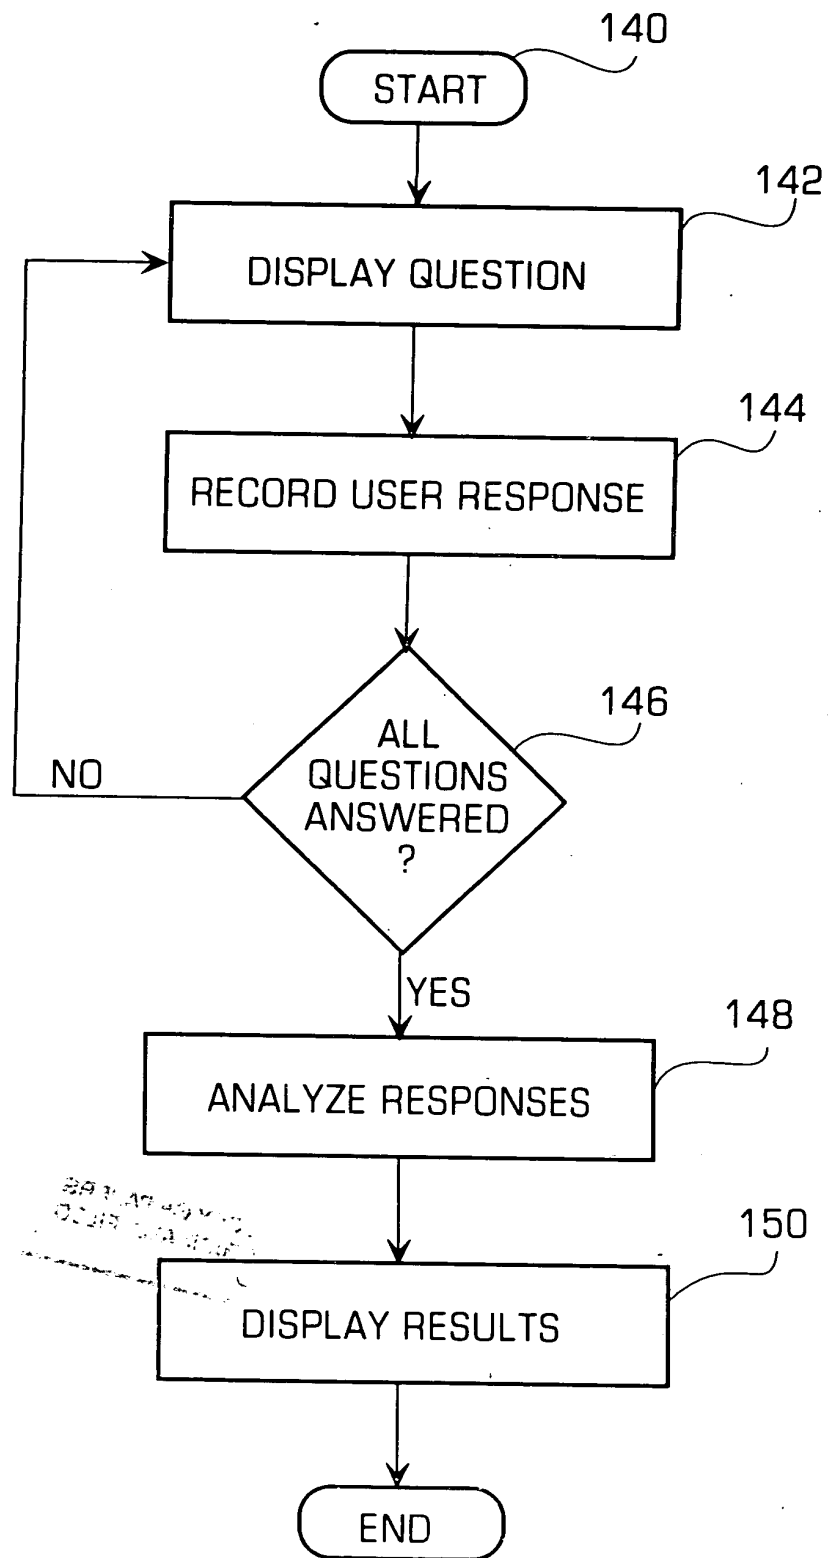 140
START
142
DISPLAY QUESTION
144
RECORD USER RESPONSE
146
ALL
QUESTIONS
ANSWERED
?
NO
YES
148
ANALYZE RESPONSES
150
DISPLAY RESULTS
END